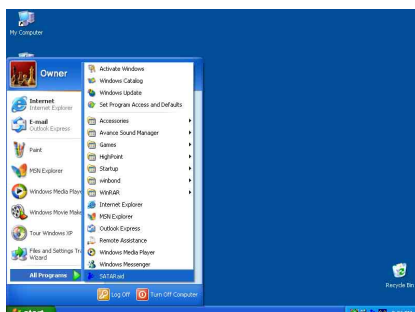 My Computer
Owner
Internet
Internet Explorer
E-mail
Outlook Express
Paint
MSN Explorer
Windows Media Playe
Windows Movie Make
Tour Windows XP
Files and Settings Tra
Wizard
All Programs
Activate Windows
Windows Catalog
Windows Update
Set Program Access and Defaults
Accessories
Avance Sound Manager
Games
HighPoint
Startup
winbond
WinRAR
Internet Explorer
MSN Explorer
Outlook Express
Remote Assistance
Windows Media Player
Windows Messenger
SATARaid
Log Off
Turn Off Computer
Recycle Bin
start